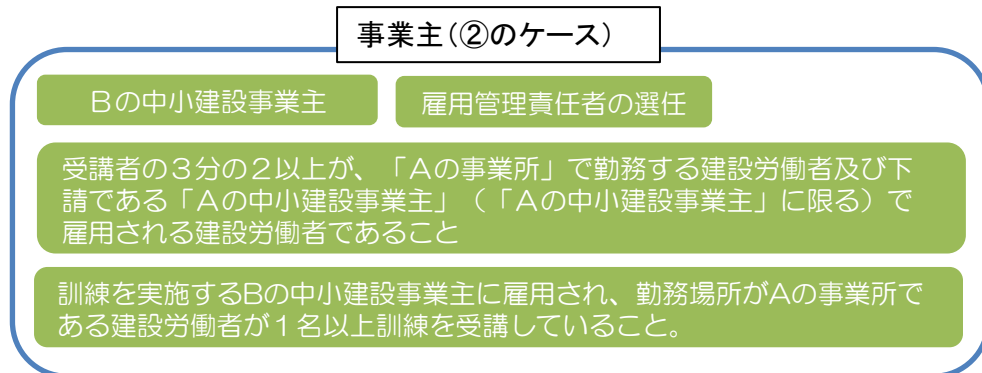 事業主(②のケース)
Bの中小建設事業主
雇用管理責任者の選任
受講者の3分の2以上が、「Aの事業所」で勤務する建設労働者及び下
請である「Aの中小建設事業主」(「Aの中小建設事業主」に限る)で
雇用される建設労働者であること
訓練を実施するBの中小建設事業主に雇用され、勤務場所がAの事業所で
ある建設労働者が1名以上訓練を受講していること。